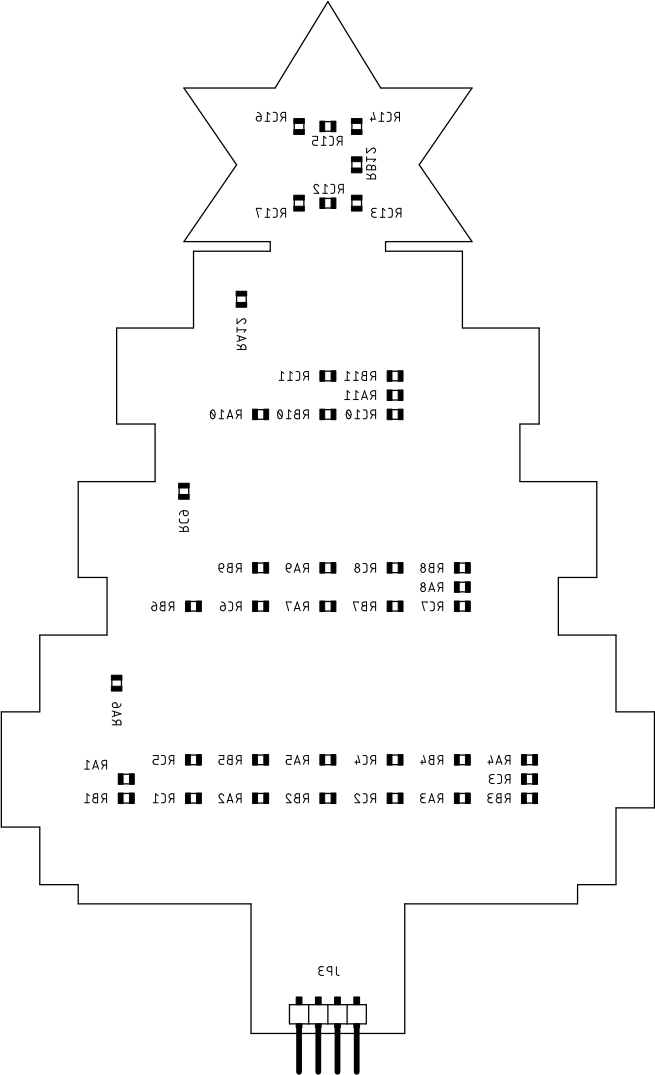 RC16 RC14
RC15
RB12
RC12
RC17 RC13
RA12
RC11 RB11
RA11
RA10 RB10 RC10
RC9
RB9 RA9 RC8 RB8
RA8
RB6 RC6 RA7 RB7 RC7
RA6
RC5 RB5 RA5 RC4 RB4 RA4
RA1 RC3
RB1 RC1 RA2 RB2 RC2 RA3 RB3
JP3